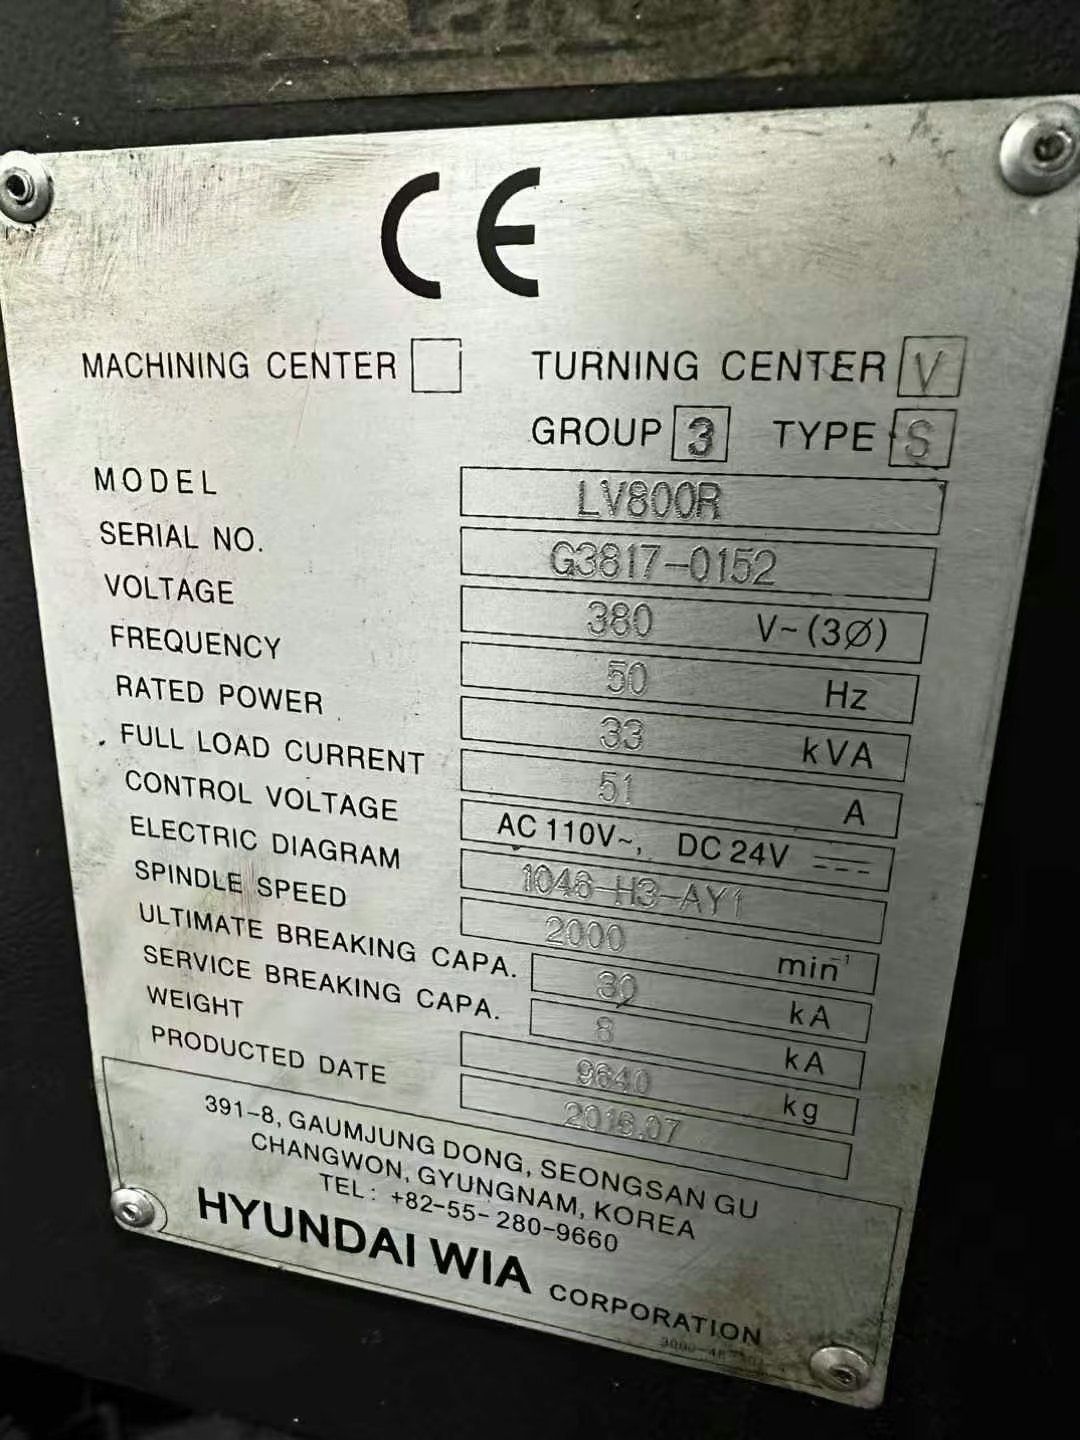 CE
MACHINING CENTER TURNING CENTER V
GROUP 3 TYPE S
MODEL LV800R
SERIAL NO. G3817-0152
VOLTAGE 380 V~(3Ø)
FREQUENCY 50 Hz
RATED POWER 33 kVA
FULL LOAD CURRENT 51 A
CONTROL VOLTAGE AC 110V~, DC 24V
ELECTRIC DIAGRAM 1046-H3-AY1
SPINDLE SPEED 2000 min⁻¹
ULTIMATE BREAKING CAPA. 30 kA
SERVICE BREAKING CAPA. 8 kA
WEIGHT 9640 kg
PRODUCTED DATE 2016.07
391-8, GAUMJUNG DONG, SEONGSAN GU
CHANGWON, GYUNGNAM, KOREA
TEL : +82-55-280-9660
HYUNDAI WIA CORPORATION